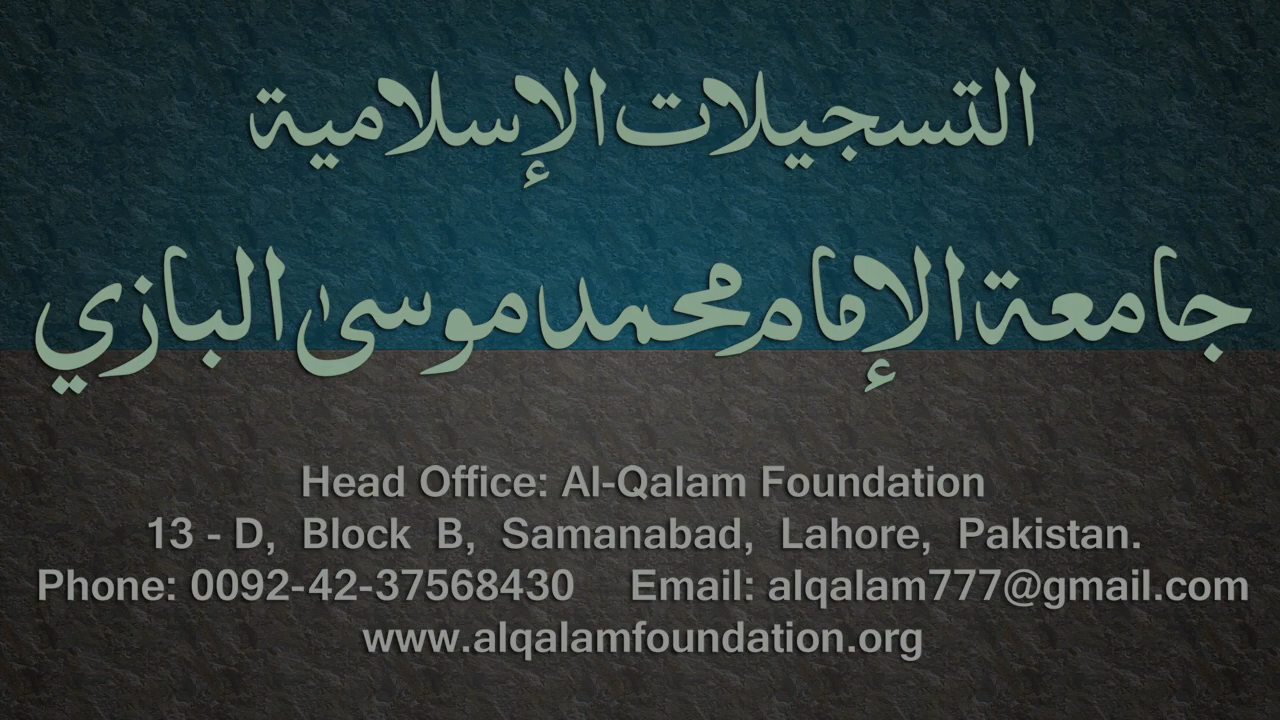 التسجيلات الإسلامية
جامعة الإمام محمد موسىٰ البازي
Head Office: Al-Qalam Foundation
13 - D, Block B, Samanabad, Lahore, Pakistan.
Phone: 0092-42-37568430 Email: alqalam777@gmail.com
www.alqalamfoundation.org